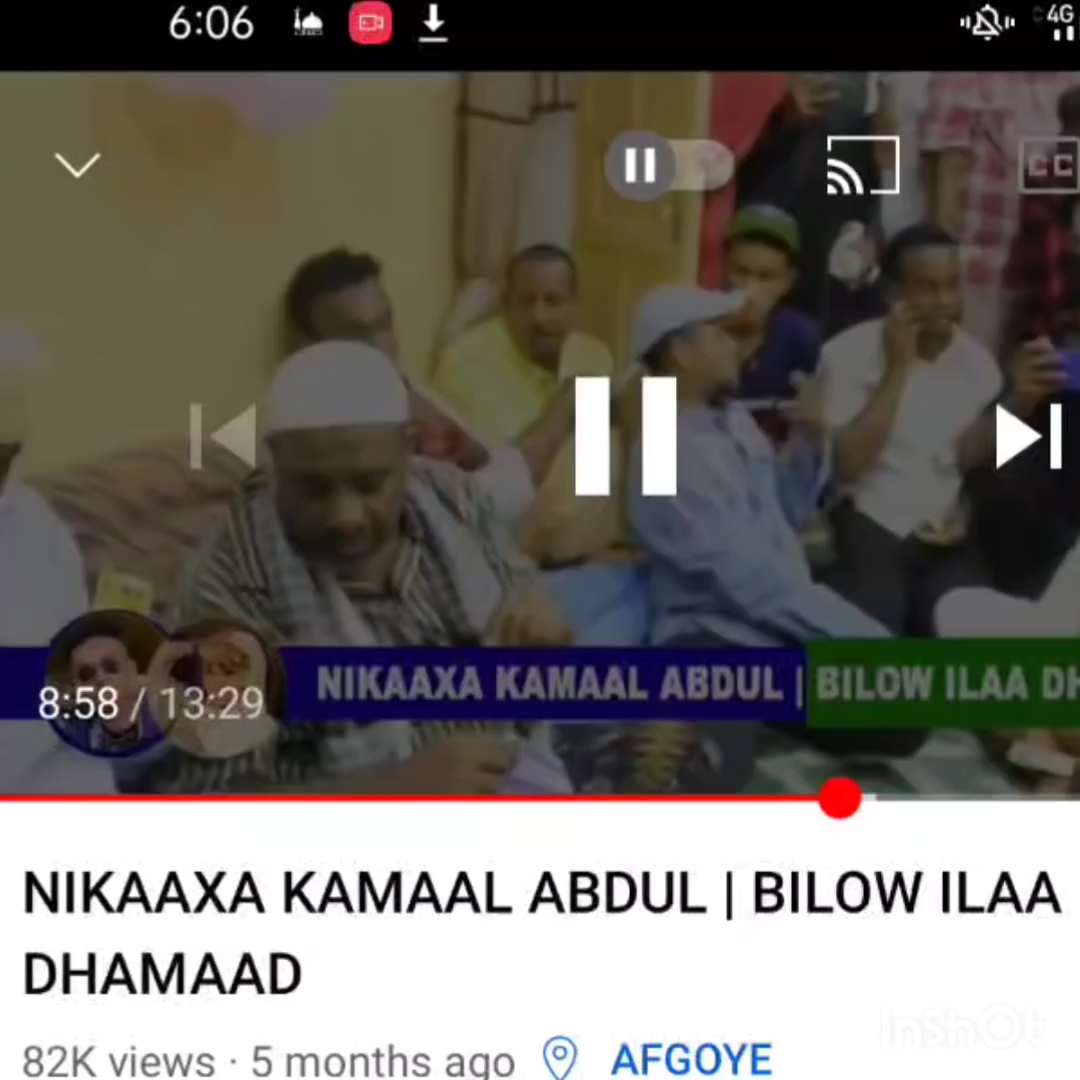 6:06
4G
CC
NIKAAXA KAMAAL ABDUL | BILOW ILAA DH
8:58 / 13:29
NIKAAXA KAMAAL ABDUL | BILOW ILAA
DHAMAAD
82K views · 5 months ago AFGOYE
InShOt